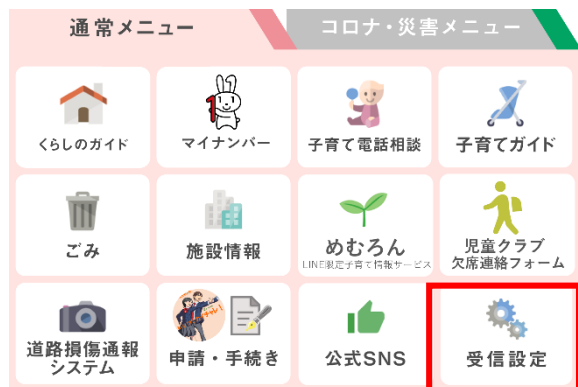 通常メニュー
コロナ・災害メニュー
くらしのガイド
マイナンバー
子育て電話相談
子育てガイド
ごみ
施設情報
めむろん
LINE限定子育て情報サービス
児童クラブ
欠席連絡フォーム
道路損傷通報
システム
申請・手続き
公式SNS
受信設定